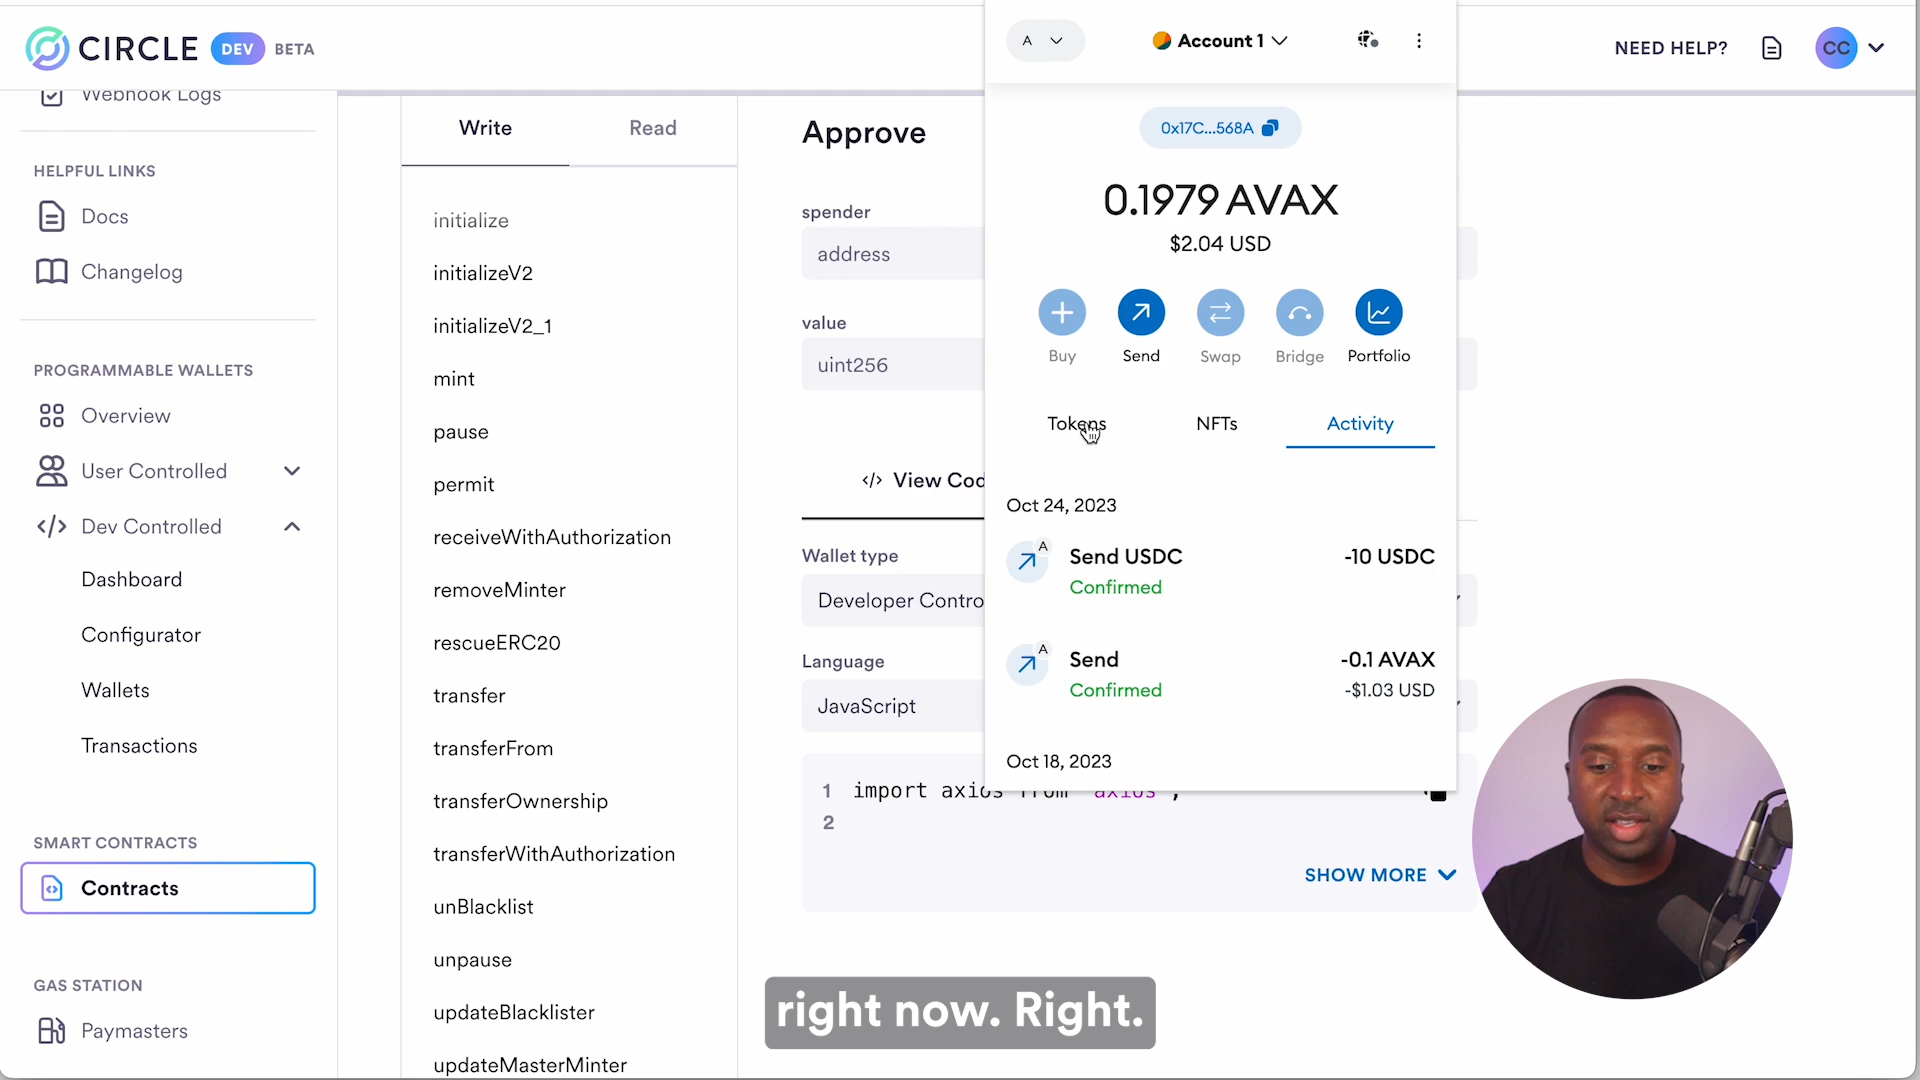 CIRCLE DEV BETA
NEED HELP?
CC
Webhook Logs
HELPFUL LINKS
Docs
Changelog
PROGRAMMABLE WALLETS
Overview
User Controlled
Dev Controlled
Dashboard
Configurator
Wallets
Transactions
SMART CONTRACTS
Contracts
GAS STATION
Paymasters
Write
Read
initialize
initializeV2
initializeV2_1
mint
pause
permit
receiveWithAuthorization
removeMinter
rescueERC20
transfer
transferFrom
transferOwnership
transferWithAuthorization
unBlacklist
unpause
updateBlacklister
updateMasterMinter
Approve
spender
address
value
uint256
</> View Cod
Wallet type
Developer Contro
Language
JavaScript
1 import axios from 'axios';
2
SHOW MORE
A
Account 1
0x17C...568A
0.1979 AVAX
$2.04 USD
Buy
Send
Swap
Bridge
Portfolio
Tokens
NFTs
Activity
Oct 24, 2023
A
Send USDC
-10 USDC
Confirmed
A
Send
-0.1 AVAX
Confirmed
-$1.03 USD
Oct 18, 2023
right now. Right.